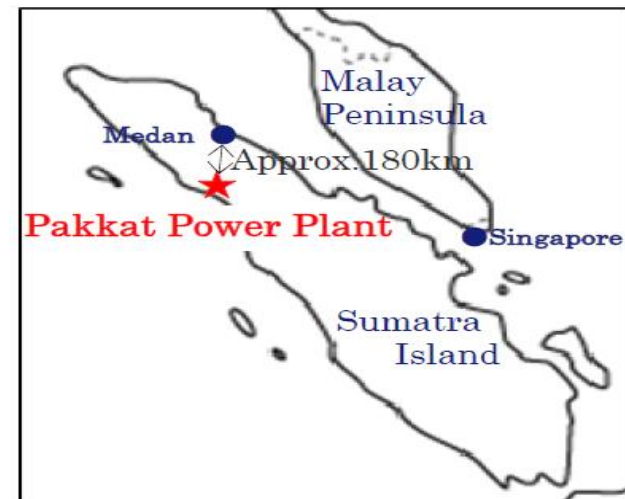 Malay
Peninsula
Medan
Approx.180km
Pakkat Power Plant
Singapore
Sumatra
Island